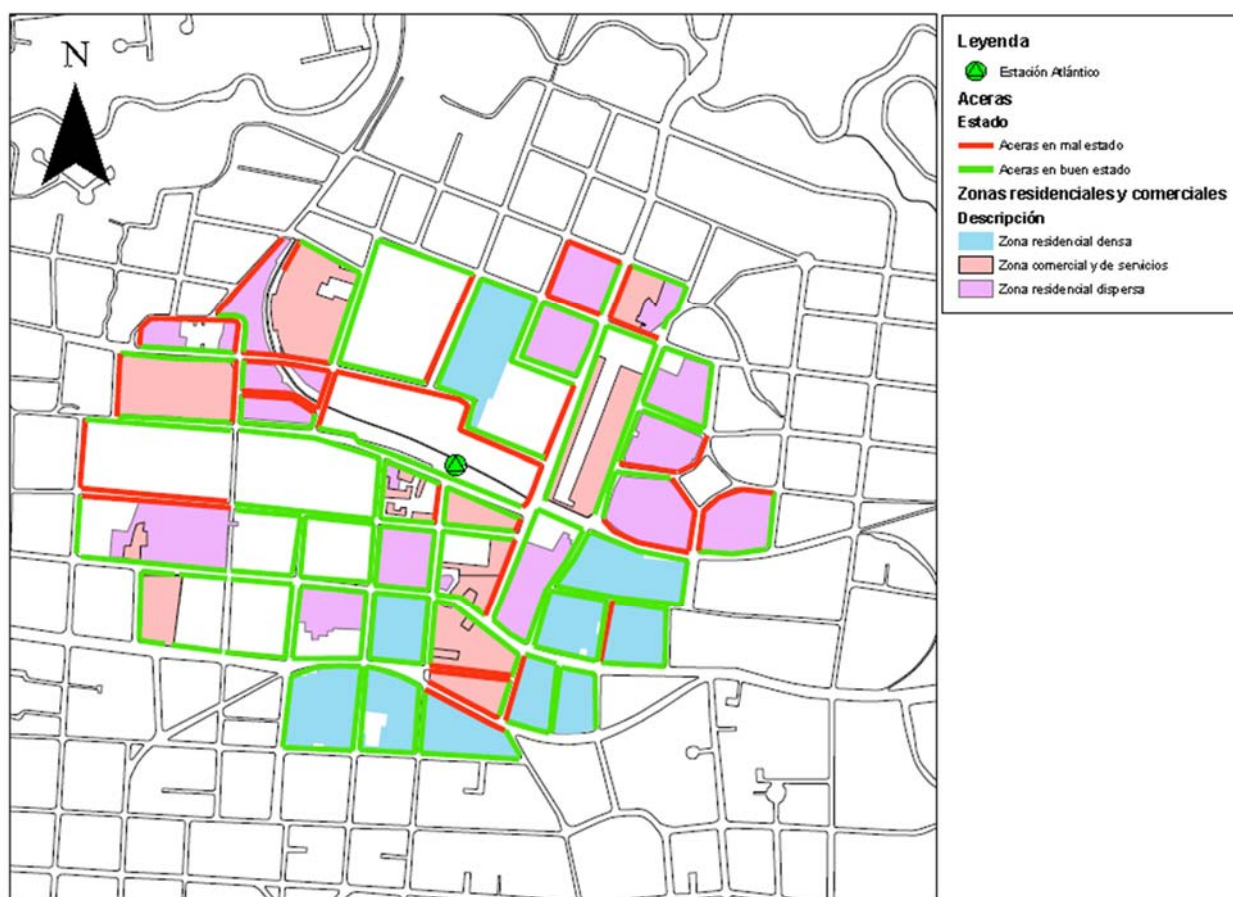 N
Leyenda
Estación Atlántico
Aceras
Estado
Aceras en mal estado
Aceras en buen estado
Zonas residenciales y comerciales
Descripción
Zona residencial densa
Zona comercial y de servicios
Zona residencial dispersa